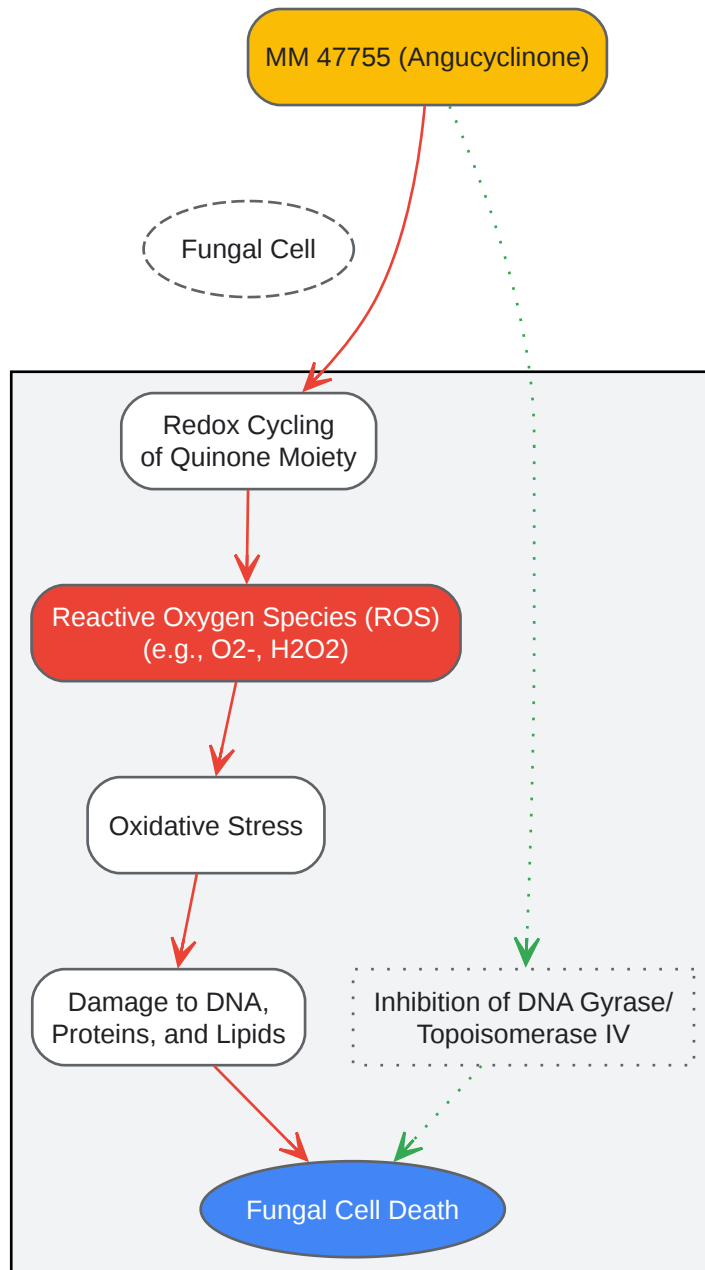 MM 47755 (Angucyclinone)
Fungal Cell
Redox Cycling
of Quinone Moiety
Reactive Oxygen Species (ROS)
(e.g., O2-, H2O2)
Oxidative Stress
Damage to DNA,
Proteins, and Lipids
Inhibition of DNA Gyrase/
Topoisomerase IV
Fungal Cell Death